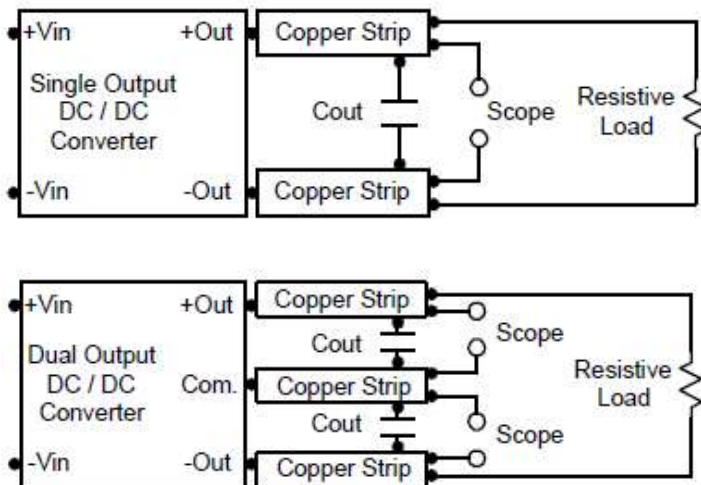 +Vin
+Out
Copper Strip
Single Output
DC / DC
Converter
Cout
Scope
Resistive
Load
-Vin
-Out
Copper Strip
+Vin
+Out
Copper Strip
Cout
Scope
Dual Output
DC / DC
Converter
Com.
Copper Strip
Resistive
Load
Cout
Scope
-Vin
-Out
Copper Strip